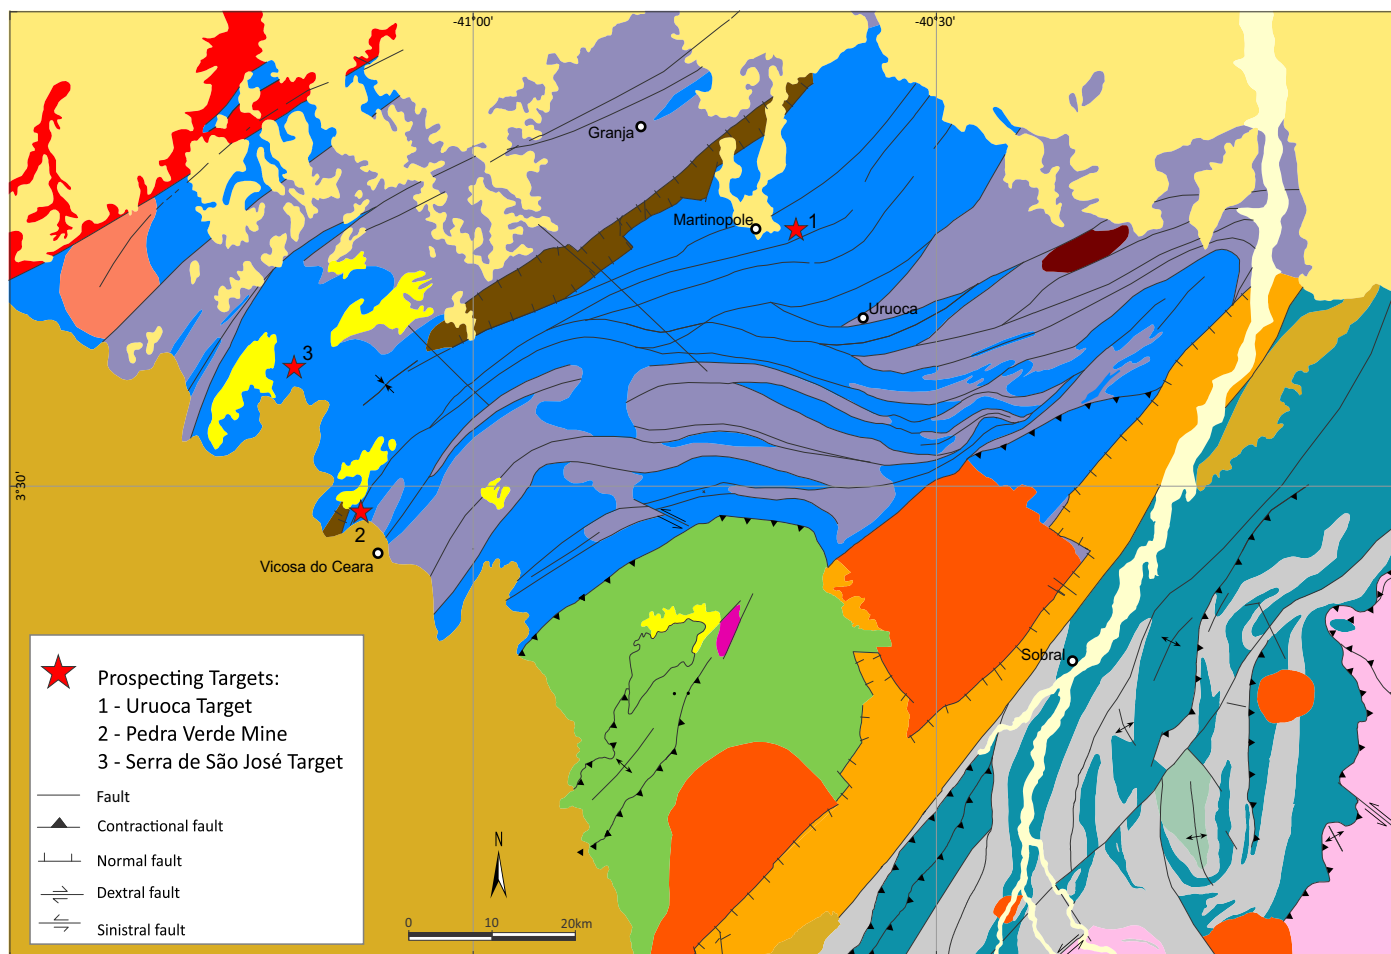 -41°00'
-40°30'
Granja
Martinopole
1
Uruoca
3
3°30'
2
Vicosa do Ceara
Sobral
Prospecting Targets:
1 - Uruoca Target
2 - Pedra Verde Mine
3 - Serra de São José Target
Fault
Contractional fault
Normal fault
Dextral fault
Sinistral fault
N
0 10 20km